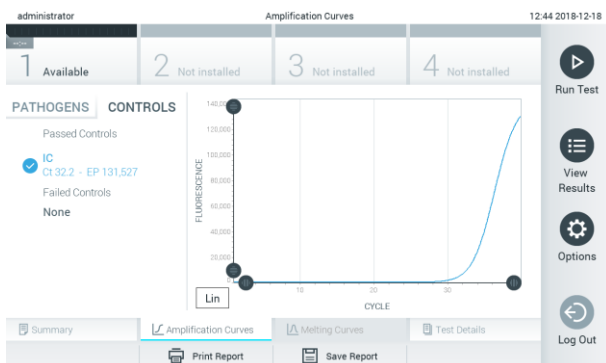 administrator
Amplification Curves
12:44 2018-12-18
--:--
1 Available
2 Not installed
3 Not installed
4 Not installed
Run Test
View
Results
Options
Log Out
PATHOGENS
CONTROLS
Passed Controls
IC
Ct 32.2 - EP 131,527
Failed Controls
None
FLUORESCENCE
140,000
120,000
100,000
80,000
60,000
40,000
20,000
0
10
20
30
CYCLE
Lin
Summary
Amplification Curves
Melting Curves
Test Details
Print Report
Save Report